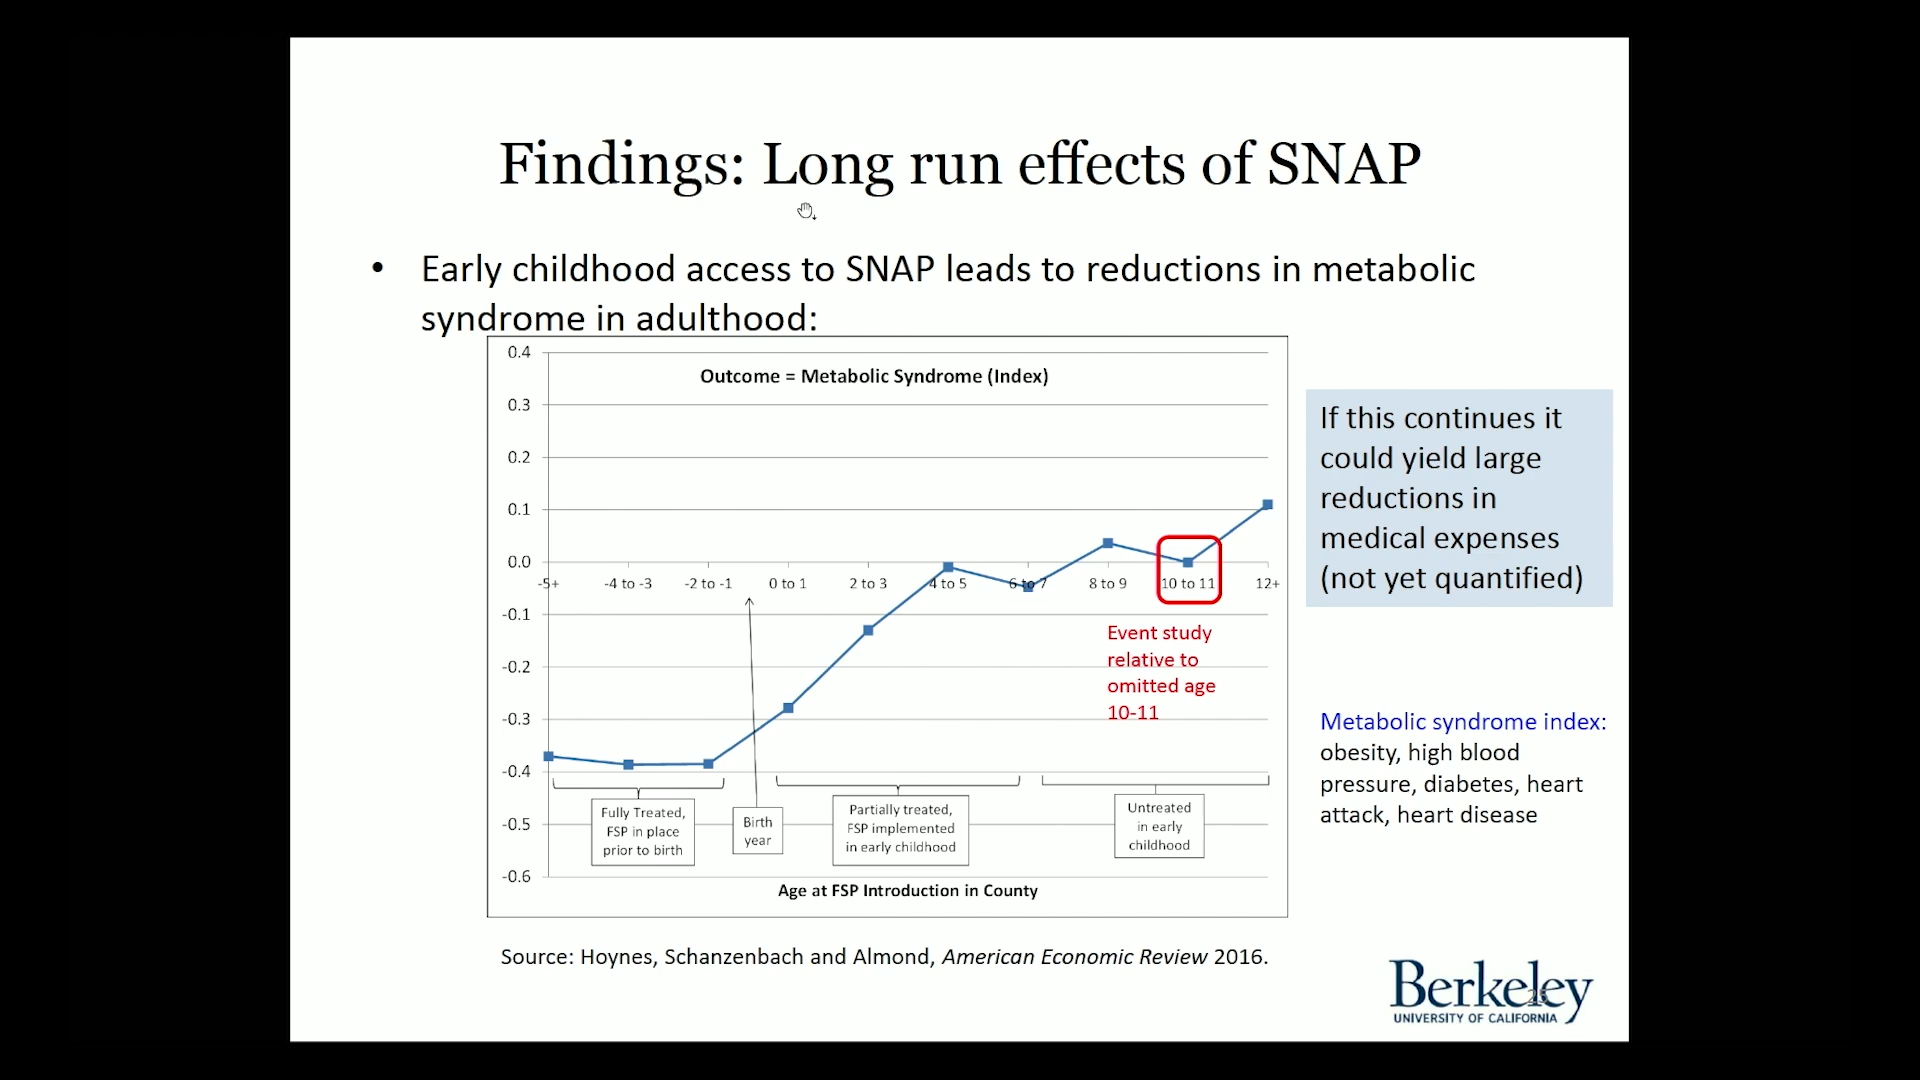 Findings: Long run effects of SNAP
• Early childhood access to SNAP leads to reductions in metabolic
syndrome in adulthood:
0.4
0.3
0.2
0.1
0.0
-0.1
-0.2
-0.3
-0.4
-0.5
-0.6
Outcome = Metabolic Syndrome (Index)
-5+ -4 to -3 -2 to -1 0 to 1 2 to 3 4 to 5 6 to 7 8 to 9 10 to 11 12+
Event study
relative to
omitted age
10-11
Fully Treated,
FSP in place
prior to birth
Birth
year
Partially treated,
FSP implemented
in early childhood
Untreated
in early
childhood
Age at FSP Introduction in County
If this continues it
could yield large
reductions in
medical expenses
(not yet quantified)
Metabolic syndrome index:
obesity, high blood
pressure, diabetes, heart
attack, heart disease
Source: Hoynes, Schanzenbach and Almond, American Economic Review 2016.
Berkeley
UNIVERSITY OF CALIFORNIA